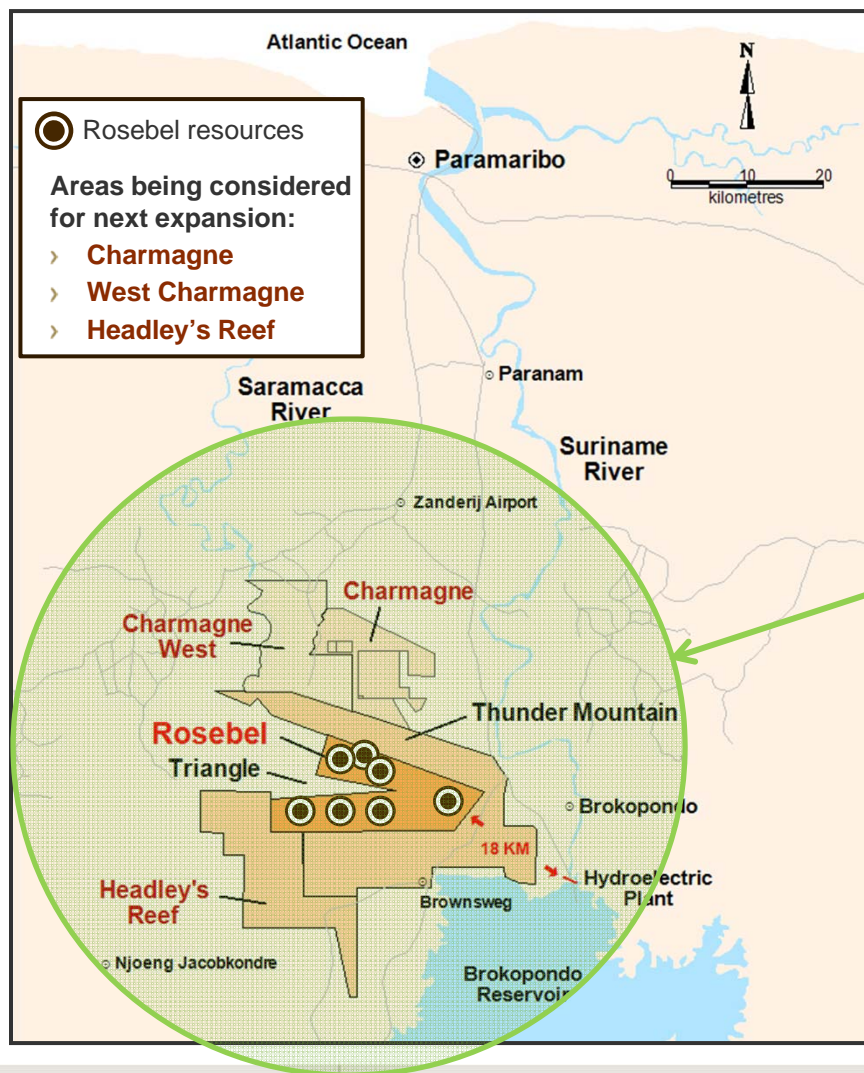 Atlantic Ocean
N
Rosebel resources
Paramaribo
Areas being considered
for next expansion:
› Charmagne
› West Charmagne
› Headley’s Reef
0 10 20
kilometres
Paranam
Saramacca
River
Suriname
River
Zanderij Airport
Charmagne
Charmagne
West
Thunder Mountain
Rosebel
Triangle
Brokopondo
18 KM
Hydroelectric
Plant
Headley's
Reef
Brownsweg
Njoeng Jacobkondre
Brokopondo
Reservoir